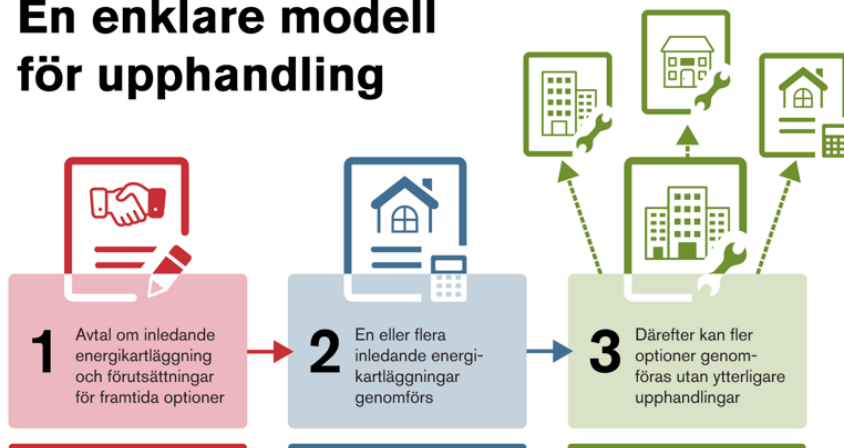 En enklare modell
för upphandling
1
Avtal om inledande
energikartläggning
och förutsättningar
för framtida optioner
2
En eller flera
inledande energi-
kartläggningar
genomförs
3
Därefter kan fler
optioner genom-
föras utan ytterligare
upphandlingar